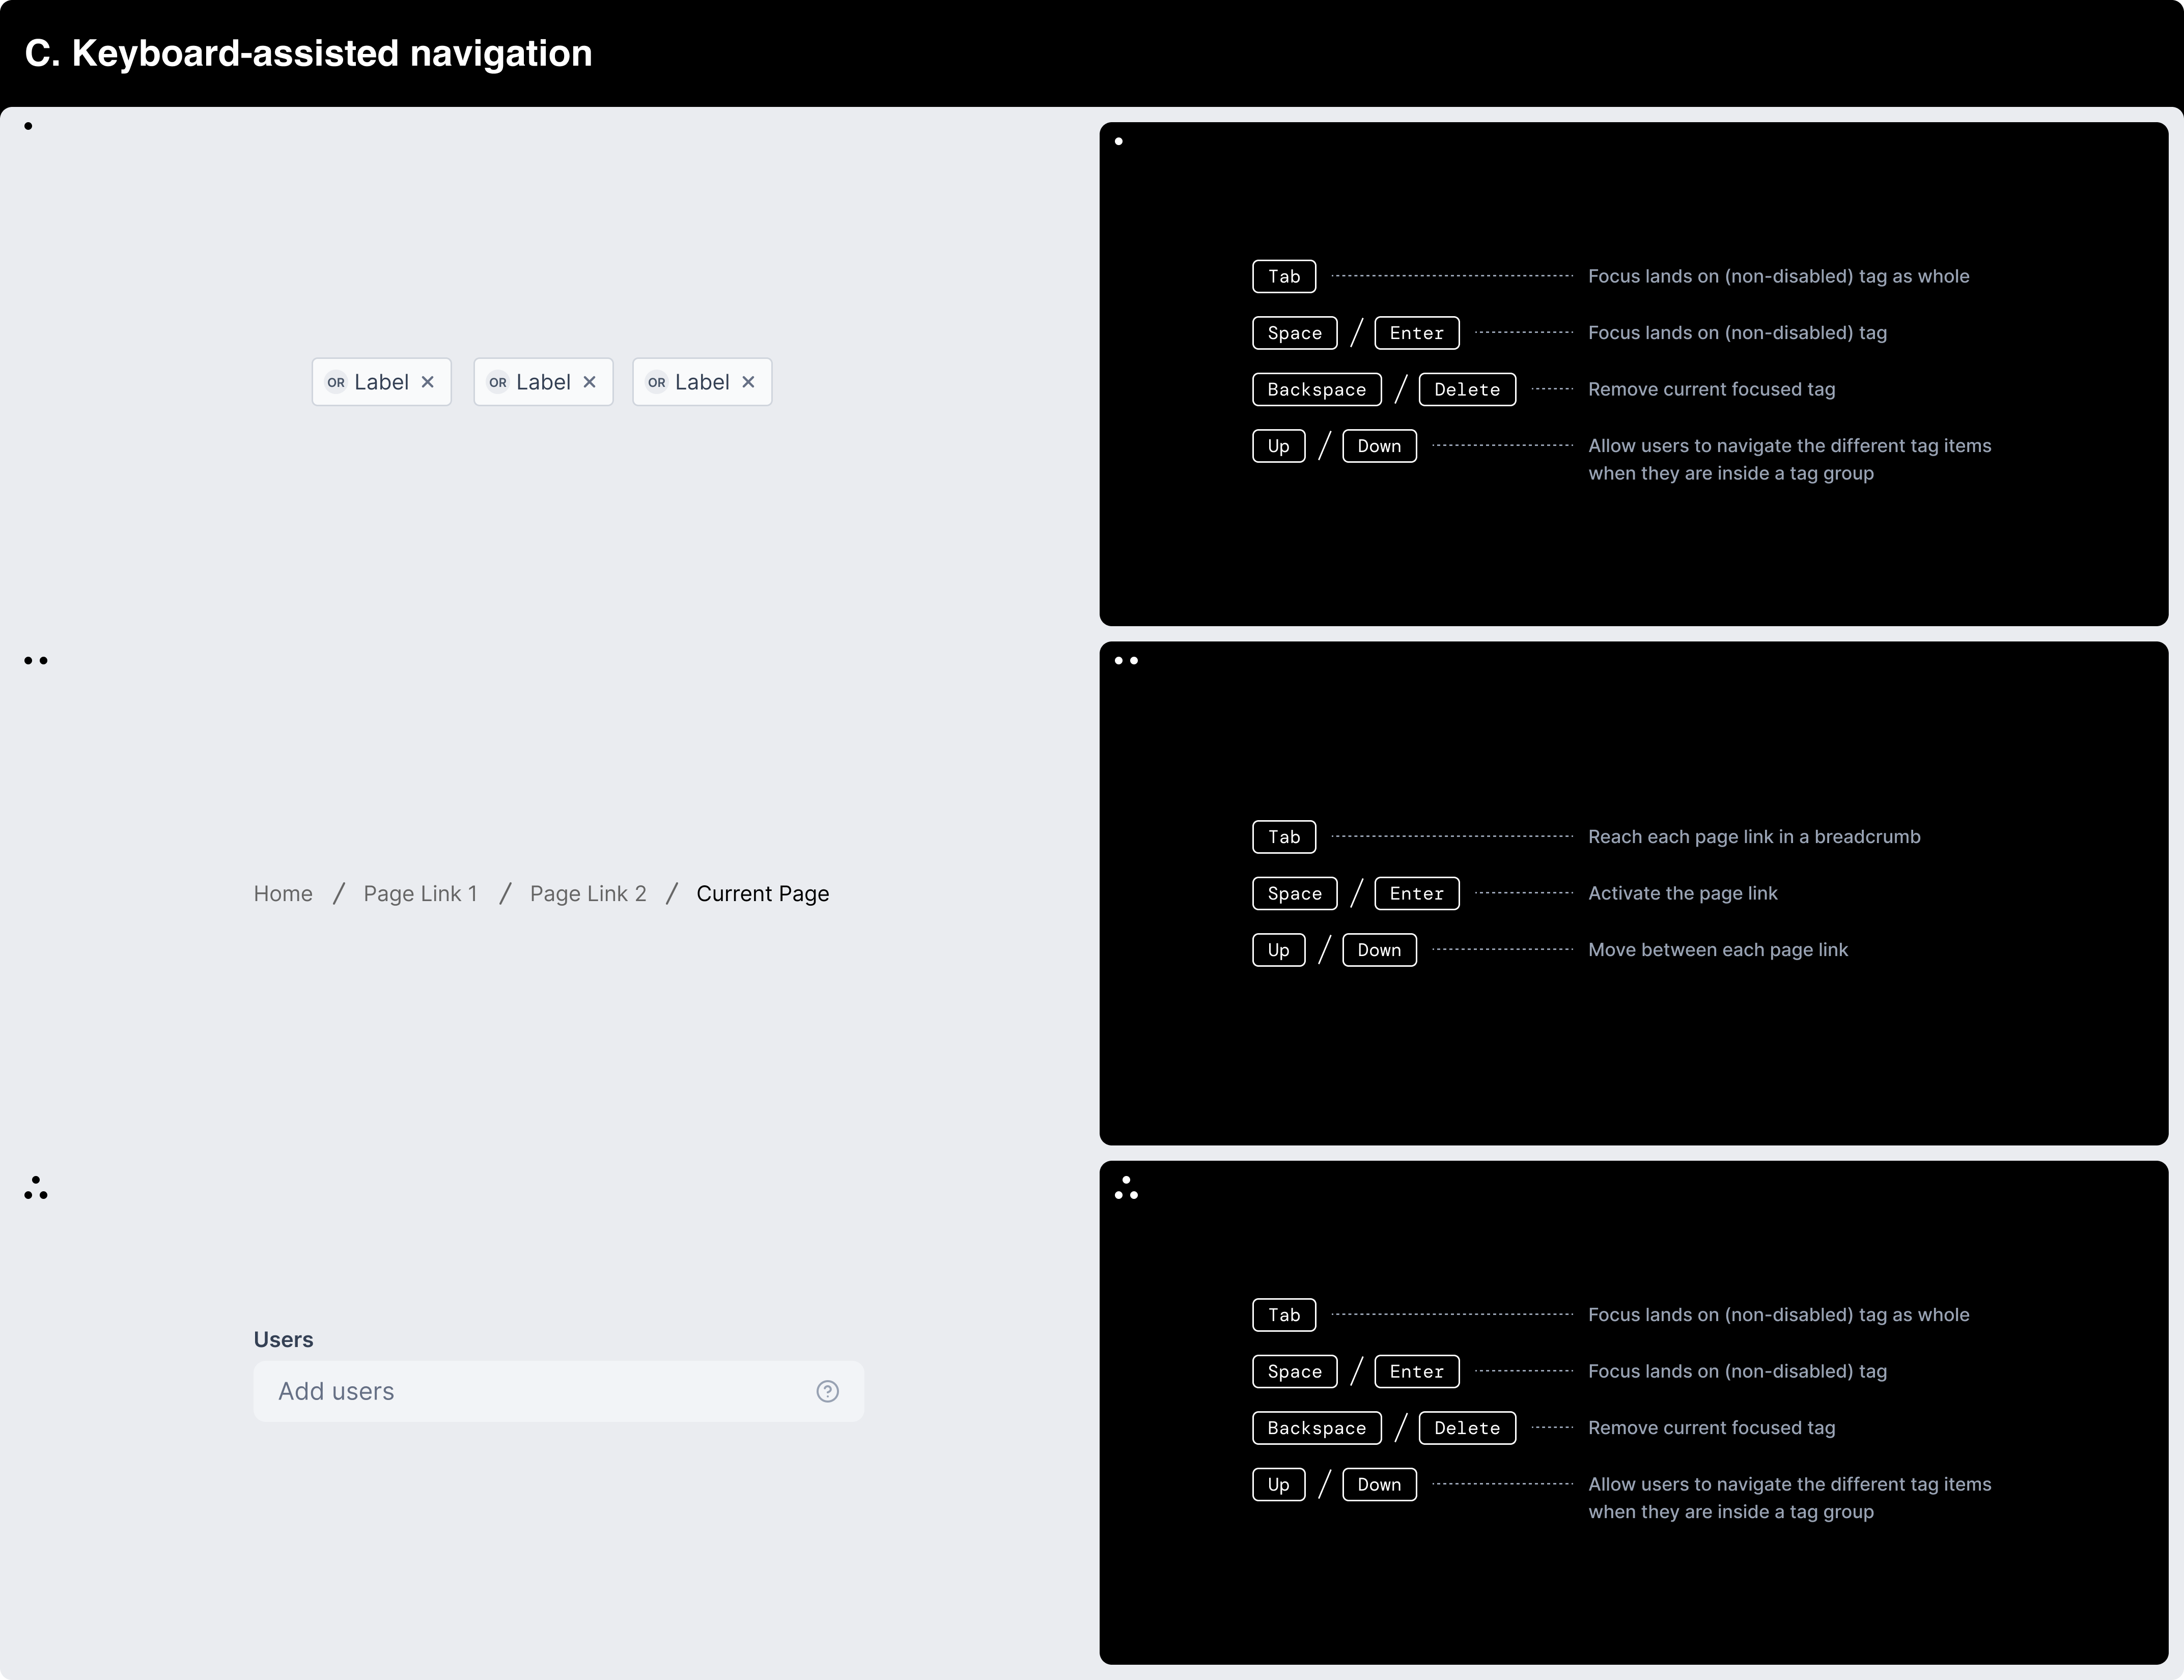 C. Keyboard-assisted navigation
OR Label × OR Label × OR Label ×
Tab Focus lands on (non-disabled) tag as whole
Space / Enter Focus lands on (non-disabled) tag
Backspace / Delete Remove current focused tag
Up / Down Allow users to navigate the different tag items
when they are inside a tag group
Home / Page Link 1 / Page Link 2 / Current Page
Tab Reach each page link in a breadcrumb
Space / Enter Activate the page link
Up / Down Move between each page link
Users
Add users ?
Tab Focus lands on (non-disabled) tag as whole
Space / Enter Focus lands on (non-disabled) tag
Backspace / Delete Remove current focused tag
Up / Down Allow users to navigate the different tag items
when they are inside a tag group